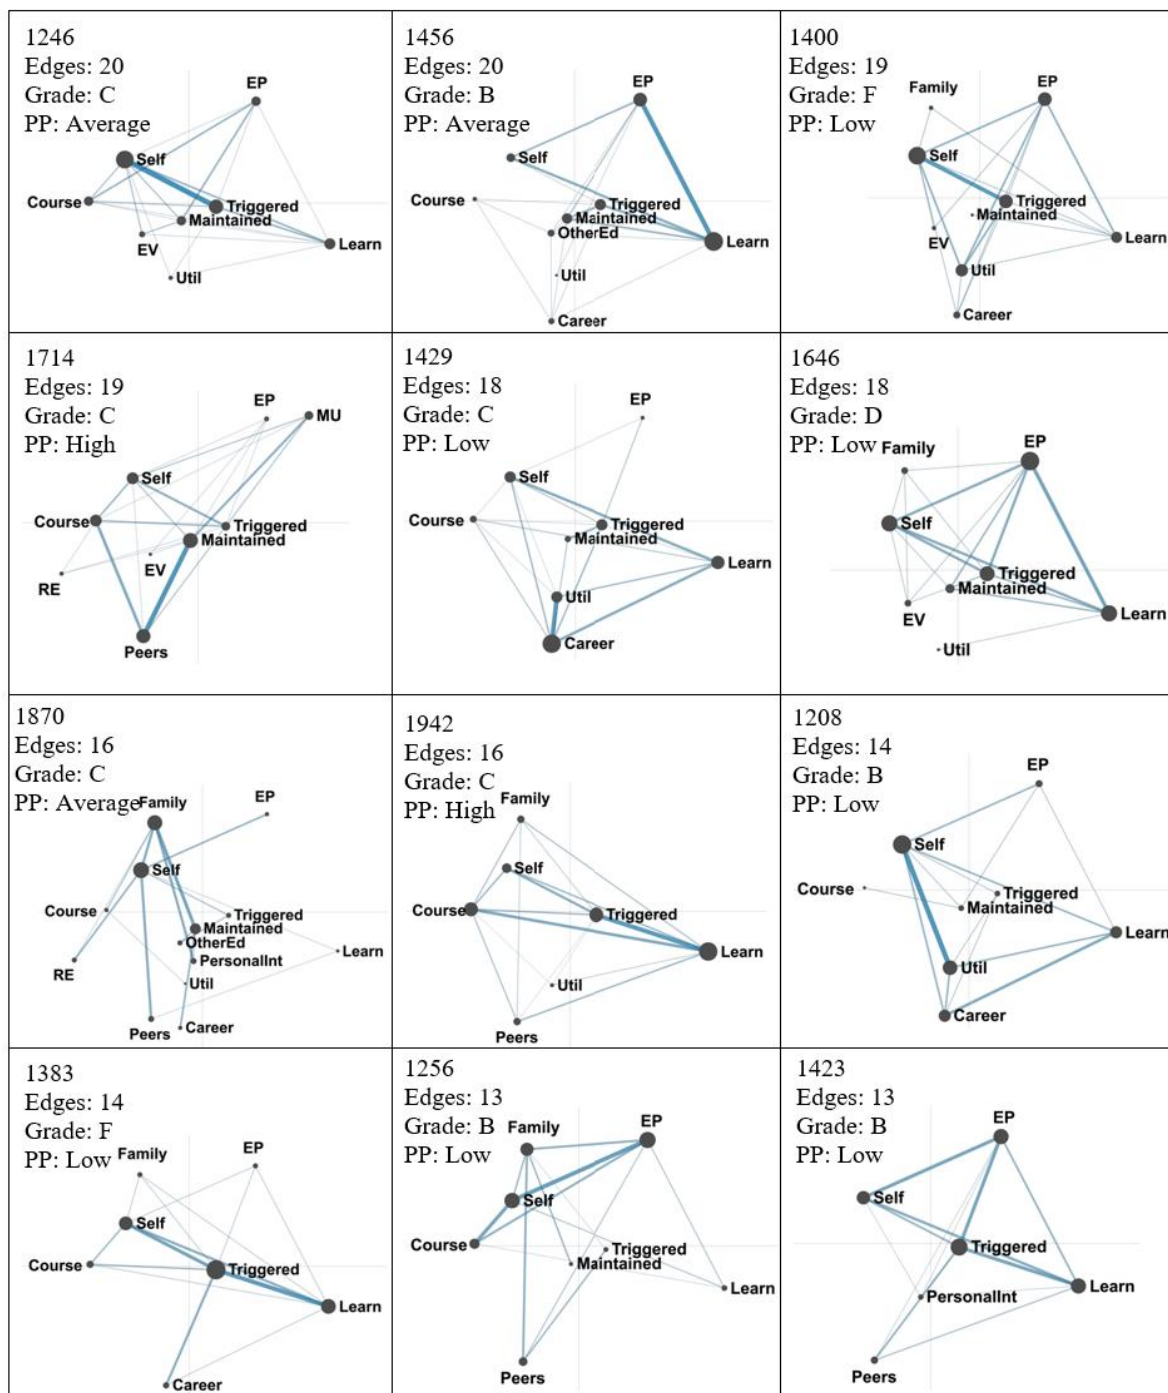 1246
Edges: 20
Grade: C
PP: Average
EP
Self
Course
Triggered
Maintained
EV
Learn
Util
1456
Edges: 20
Grade: B
PP: Average
EP
Self
Course
Triggered
Maintained
OtherEd
Learn
Util
Career
1400
Edges: 19
Grade: F
PP: Low
Family
EP
Self
Triggered
Maintained
EV
Learn
Util
Career
1714
Edges: 19
Grade: C
PP: High
EP
MU
Self
Course
Triggered
Maintained
EV
RE
Peers
1429
Edges: 18
Grade: C
PP: Low
EP
Self
Course
Triggered
Maintained
Learn
Util
Career
1646
Edges: 18
Grade: D
PP: Low
Family
EP
Self
Triggered
Maintained
EV
Learn
Util
1870
Edges: 16
Grade: C
PP: Average
Family
EP
Self
Course
Triggered
Maintained
OtherEd
Learn
PersonalInt
RE
Util
Peers
Career
1942
Edges: 16
Grade: C
PP: High
Family
Self
Course
Triggered
Learn
Util
Peers
1208
Edges: 14
Grade: B
PP: Low
EP
Self
Course
Triggered
Maintained
Learn
Util
Career
1383
Edges: 14
Grade: F
PP: Low
Family
EP
Self
Course
Triggered
Learn
Career
1256
Edges: 13
Grade: B
PP: Low
Family
EP
Self
Course
Triggered
Maintained
Learn
Peers
1423
Edges: 13
Grade: B
PP: Low
EP
Self
Triggered
PersonalInt
Learn
Peers